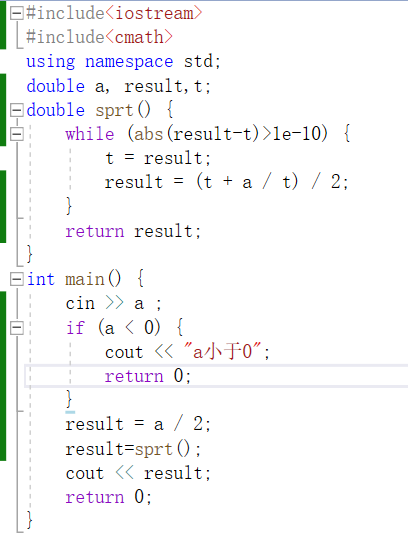 #include<iostream>
#include<cmath>
using namespace std;
double a, result,t;
double sprt() {
    while (abs(result-t)>1e-10) {
        t = result;
        result = (t + a / t) / 2;
    }
    return result;
}
int main() {
    cin >> a ;
    if (a < 0) {
        cout << "a小于0";
        return 0;
    }
    result = a / 2;
    result=sprt();
    cout << result;
    return 0;
}